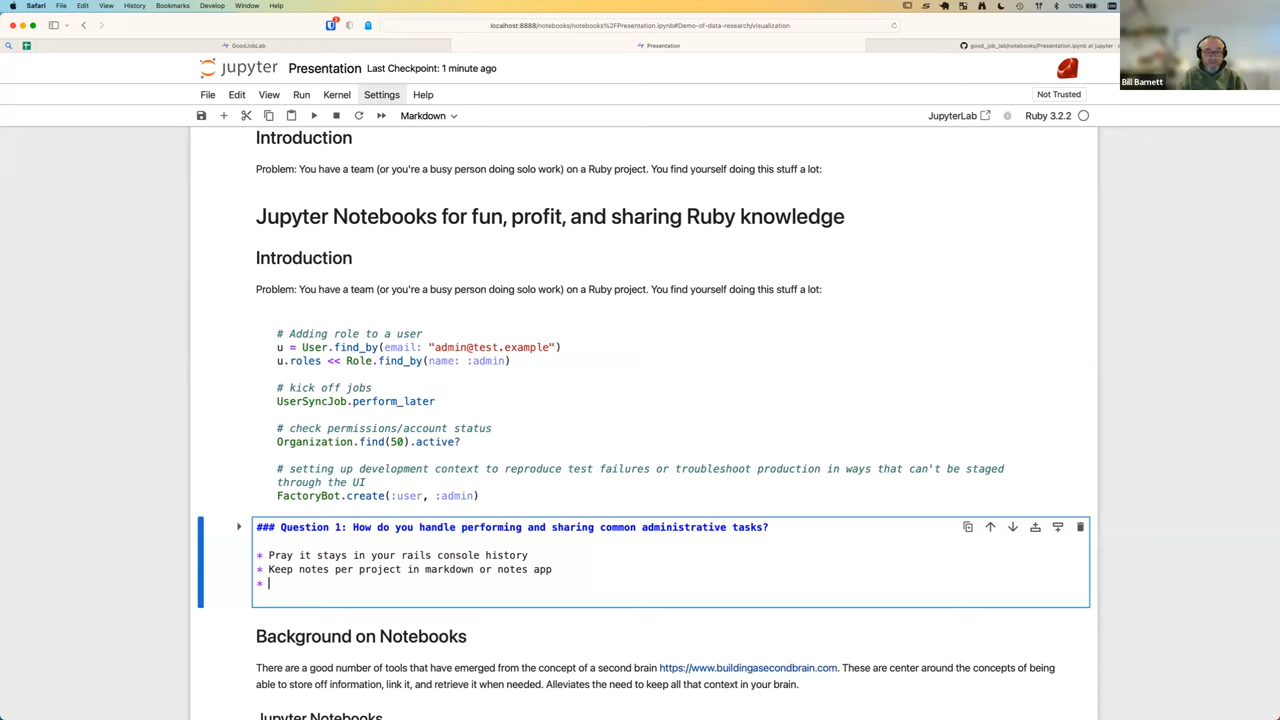 Safari File Edit View History Bookmarks Develop Window Help
100%
localhost:8888/notebooks/notebooks%2FPresentation.ipynb#Demo-of-data-research/visualization
GoodJobLab
Presentation
good_job_lab/notebooks/Presentation.ipynb at jupyter
Bill Barnett
jupyter Presentation Last Checkpoint: 1 minute ago
File Edit View Run Kernel Settings Help
Not Trusted
Markdown
JupyterLab
Ruby 3.2.2
Introduction
Problem: You have a team (or you're a busy person doing solo work) on a Ruby project. You find yourself doing this stuff a lot:
Jupyter Notebooks for fun, profit, and sharing Ruby knowledge
Introduction
Problem: You have a team (or you're a busy person doing solo work) on a Ruby project. You find yourself doing this stuff a lot:
# Adding role to a user
u = User.find_by(email: "admin@test.example")
u.roles << Role.find_by(name: :admin)
# kick off jobs
UserSyncJob.perform_later
# check permissions/account status
Organization.find(50).active?
# setting up development context to reproduce test failures or troubleshoot production in ways that can't be staged
through the UI
FactoryBot.create(:user, :admin)
### Question 1: How do you handle performing and sharing common administrative tasks?
* Pray it stays in your rails console history
* Keep notes per project in markdown or notes app
*
Background on Notebooks
There are a good number of tools that have emerged from the concept of a second brain https://www.buildingasecondbrain.com. These are center around the concepts of being
able to store off information, link it, and retrieve it when needed. Alleviates the need to keep all that context in your brain.
Jupyter Notebooks